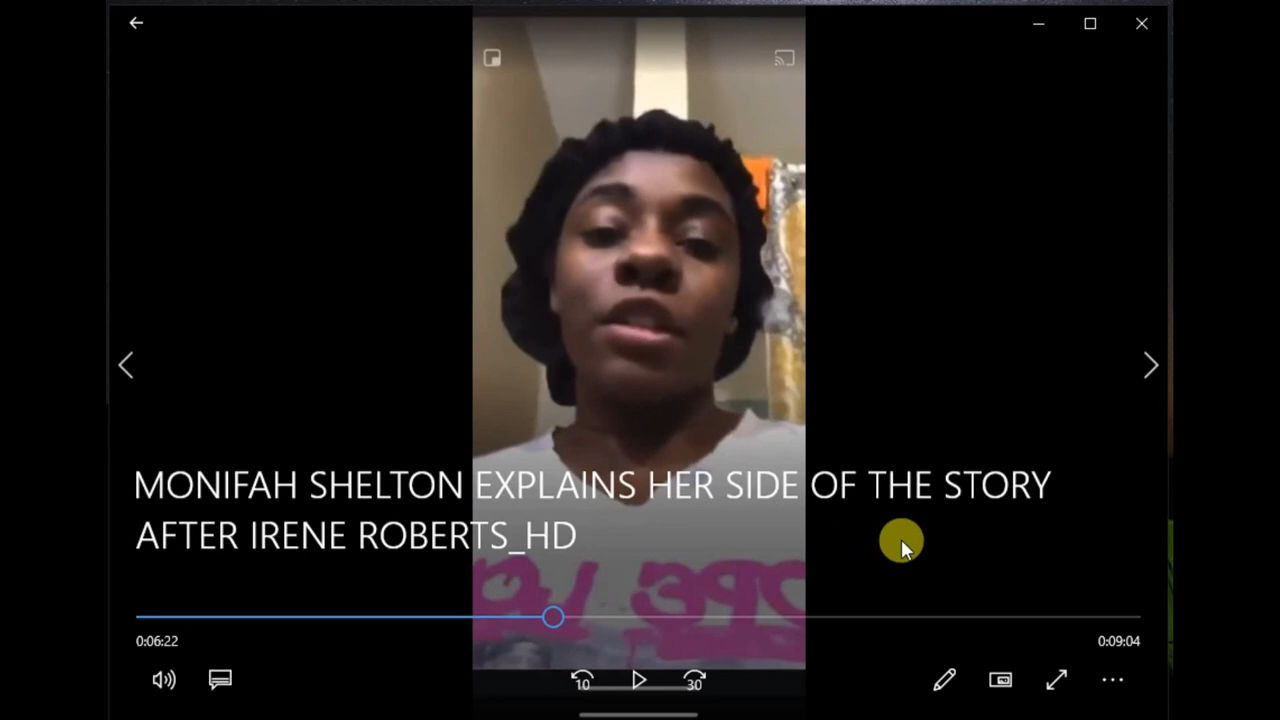 MONIFAH SHELTON EXPLAINS HER SIDE OF THE STORY
AFTER IRENE ROBERTS_HD
0:06:22
0:09:04
10
30